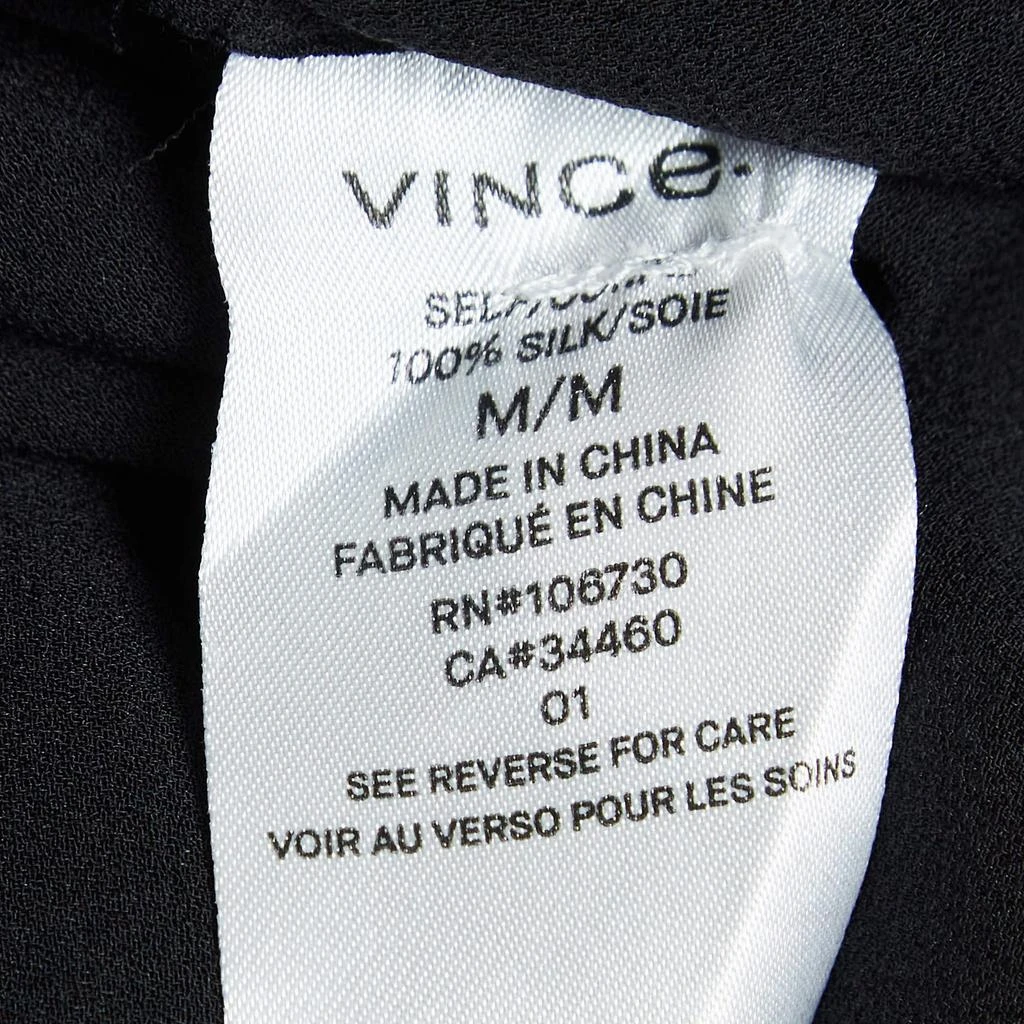 VINCe.
100% SILK/SOIE
M/M
MADE IN CHINA
FABRIQUÉ EN CHINE
RN#106730
CA#34460
01
SEE REVERSE FOR CARE
VOIR AU VERSO POUR LES SOINS